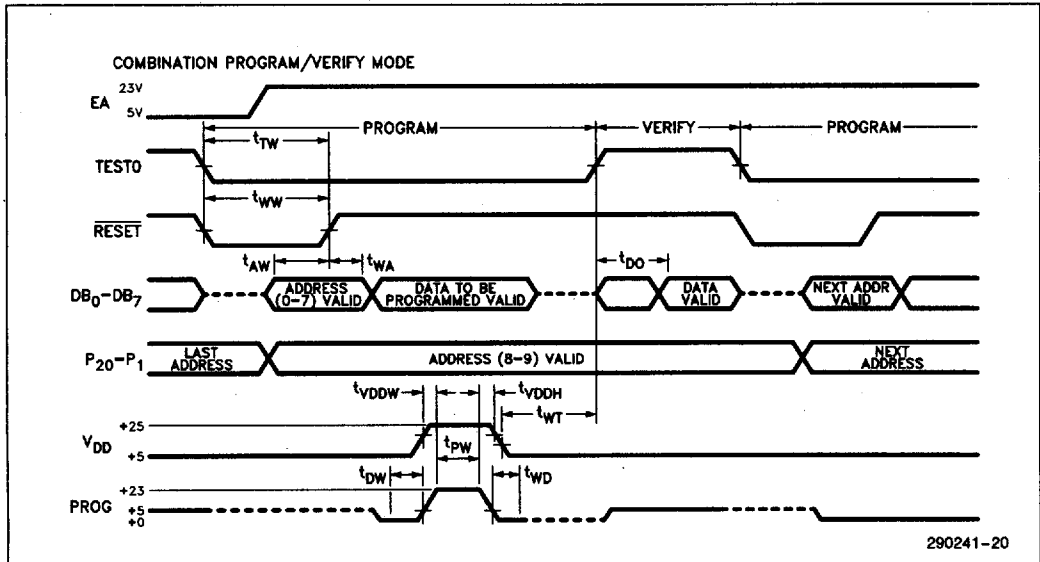 COMBINATION PROGRAM/VERIFY MODE
EA 23V
5V
PROGRAM VERIFY PROGRAM
tTW
TEST0
tWW
RESET
tAW tWA tDO
DB0-DB7 ADDRESS (0-7) VALID DATA TO BE PROGRAMMED VALID DATA VALID NEXT ADDR VALID
P20-P1 LAST ADDRESS ADDRESS (8-9) VALID NEXT ADDRESS
tVDDW tVDDH
tWT
VDD +25
+5
tPW
tDW tWD
PROG +23
+5
+0
290241-20